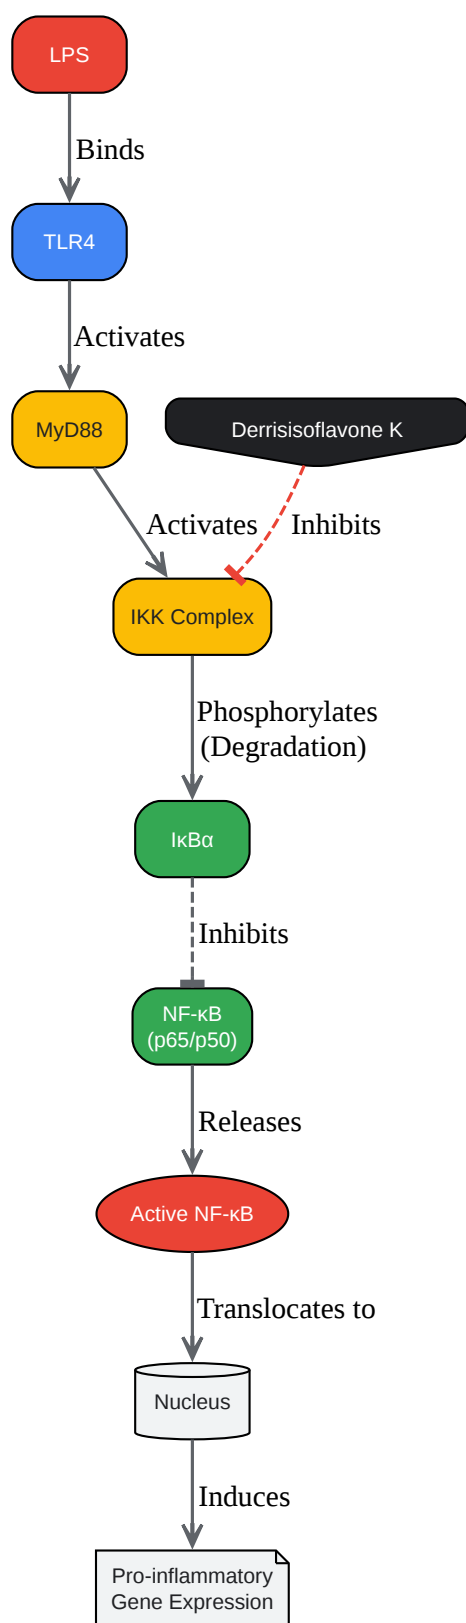 LPS
Binds
TLR4
Activates
MyD88
Derrisisoflavone K
Activates
Inhibits
IKK Complex
Phosphorylates
(Degradation)
IκBα
Inhibits
NF-κB
(p65/p50)
Releases
Active NF-κB
Translocates to
Nucleus
Induces
Pro-inflammatory
Gene Expression